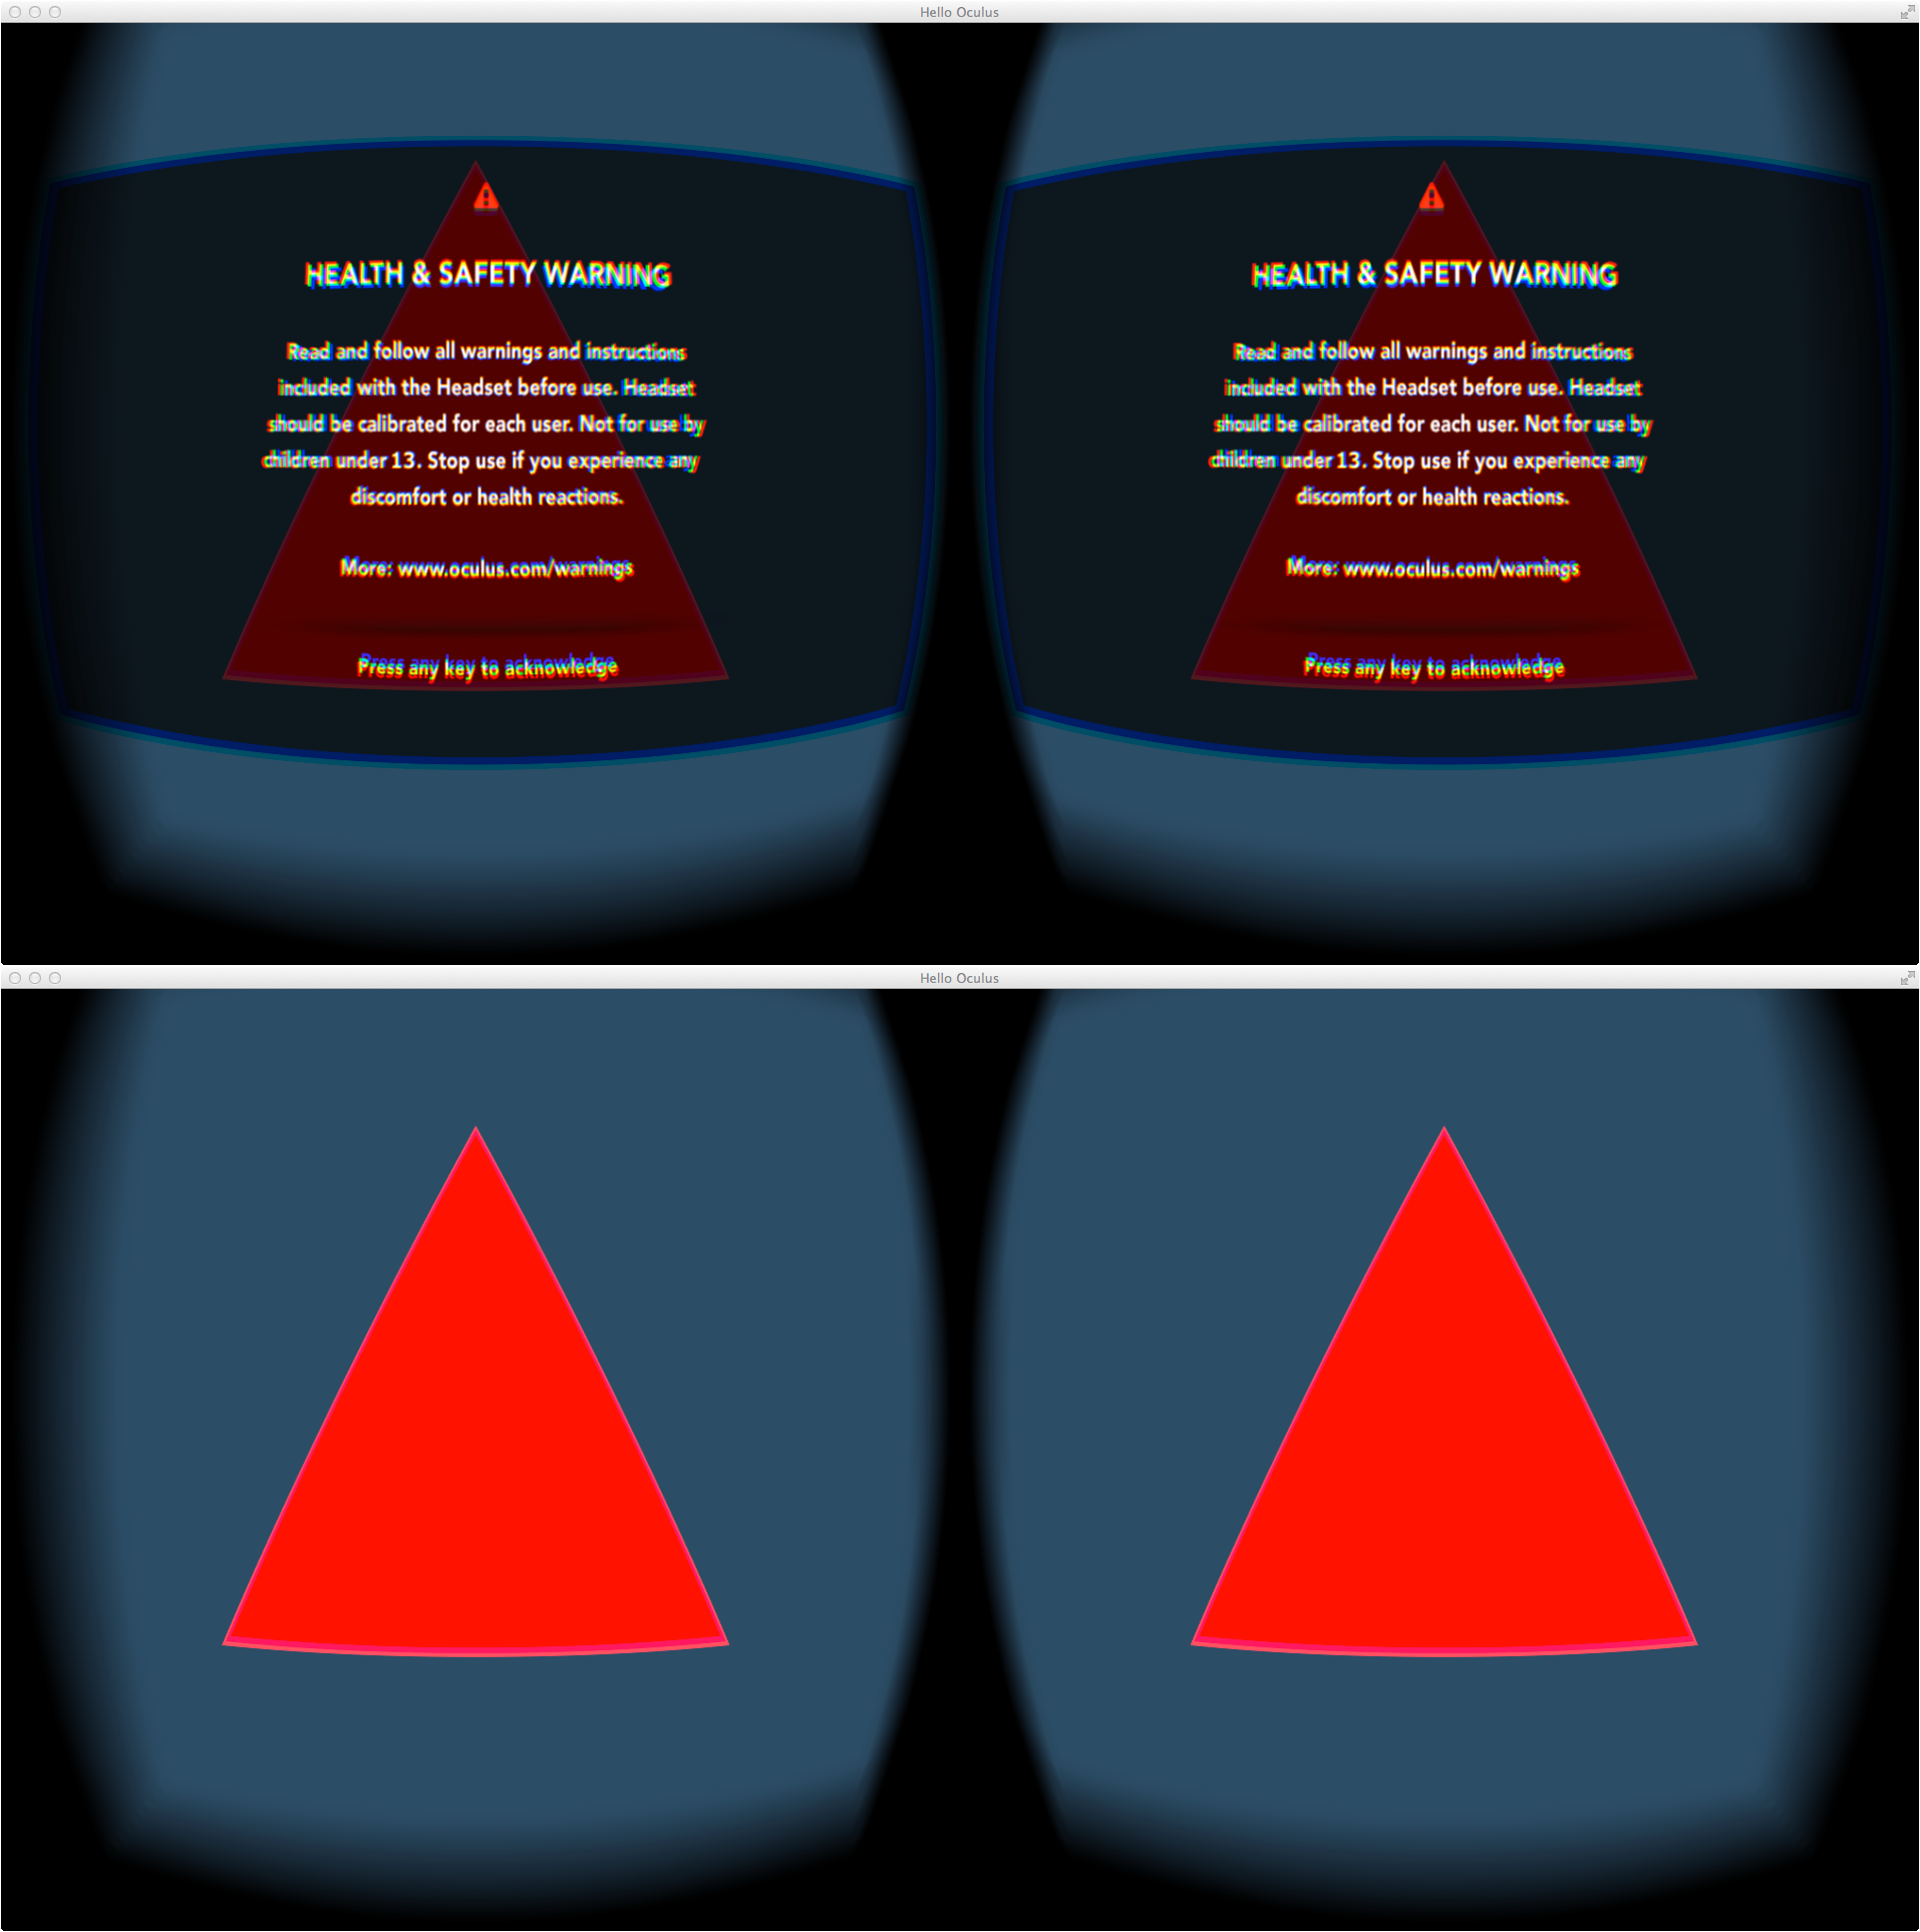 Hello Oculus
HEALTH & SAFETY WARNING
Read and follow all warnings and instructions
included with the Headset before use. Headset
should be calibrated for each user. Not for use by
children under 13. Stop use if you experience any
discomfort or health reactions.
More: www.oculus.com/warnings
Press any key to acknowledge
HEALTH & SAFETY WARNING
Read and follow all warnings and instructions
included with the Headset before use. Headset
should be calibrated for each user. Not for use by
children under 13. Stop use if you experience any
discomfort or health reactions.
More: www.oculus.com/warnings
Press any key to acknowledge
Hello Oculus